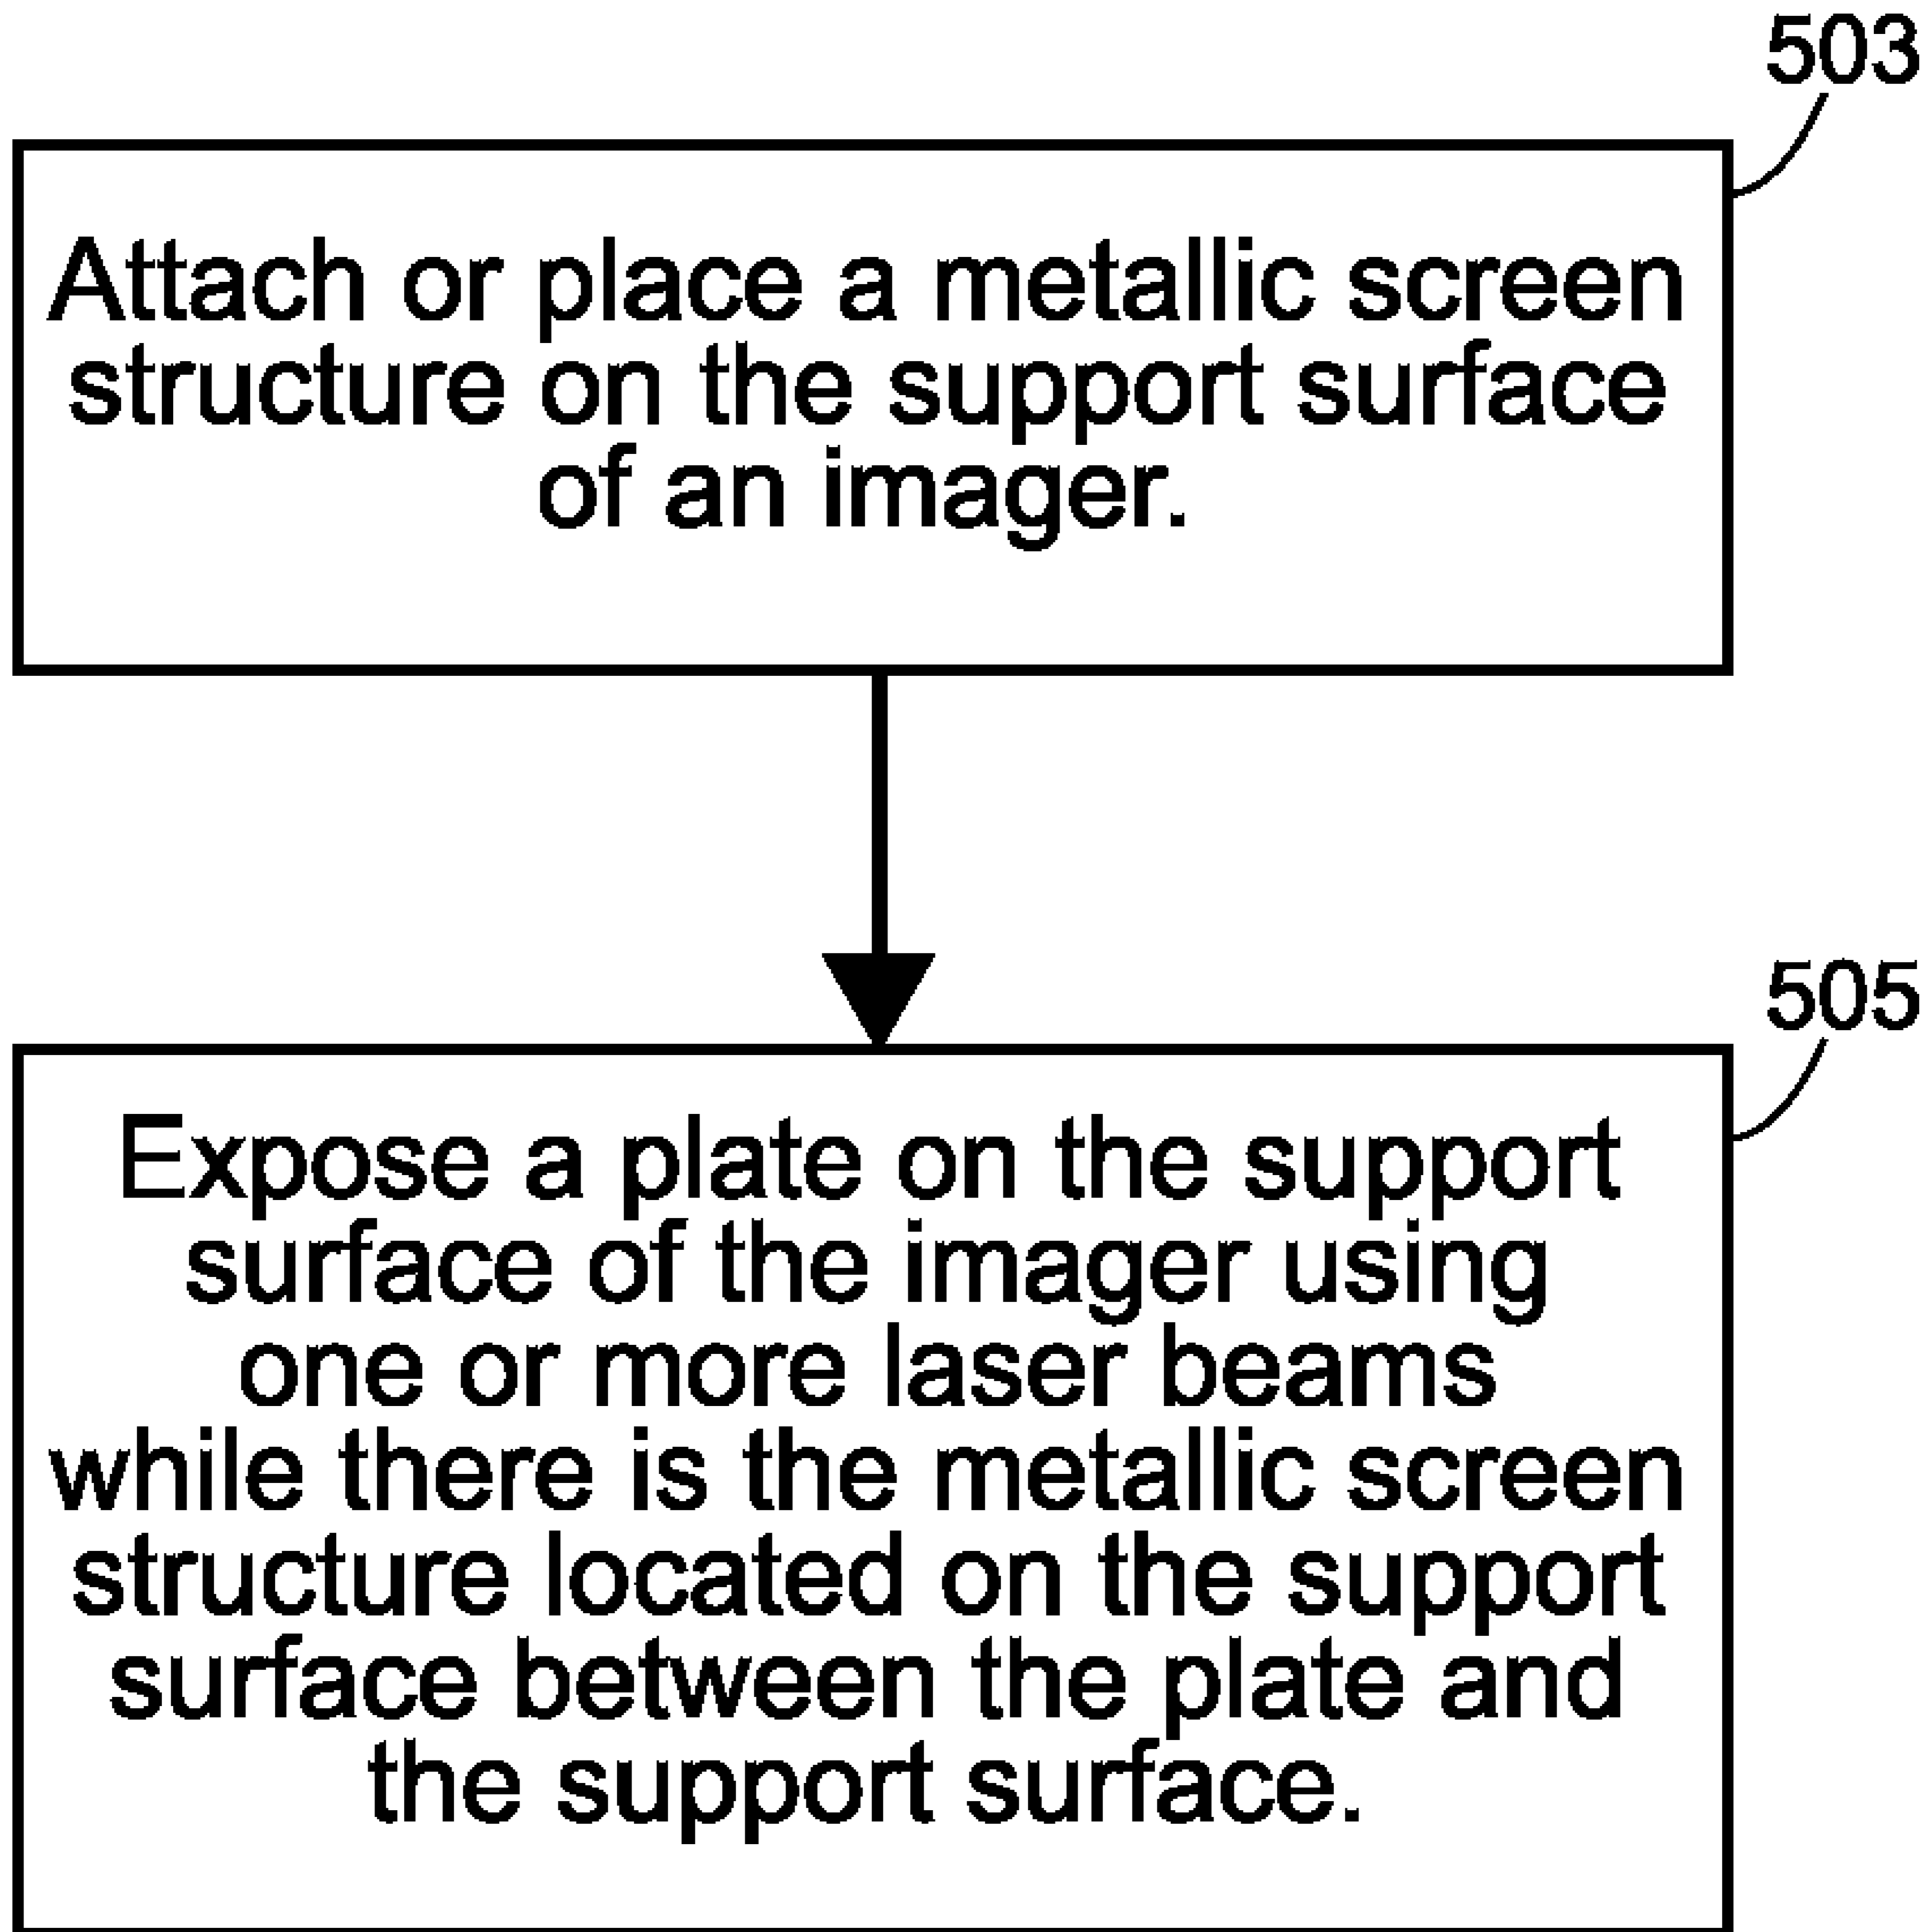 503
Attach or place a metallic screen
structure on the support surface
of an imager.
505
Expose a plate on the support
surface of the imager using
one or more laser beams
while there is the metallic screen
structure located on the support
surface between the plate and
the support surface.